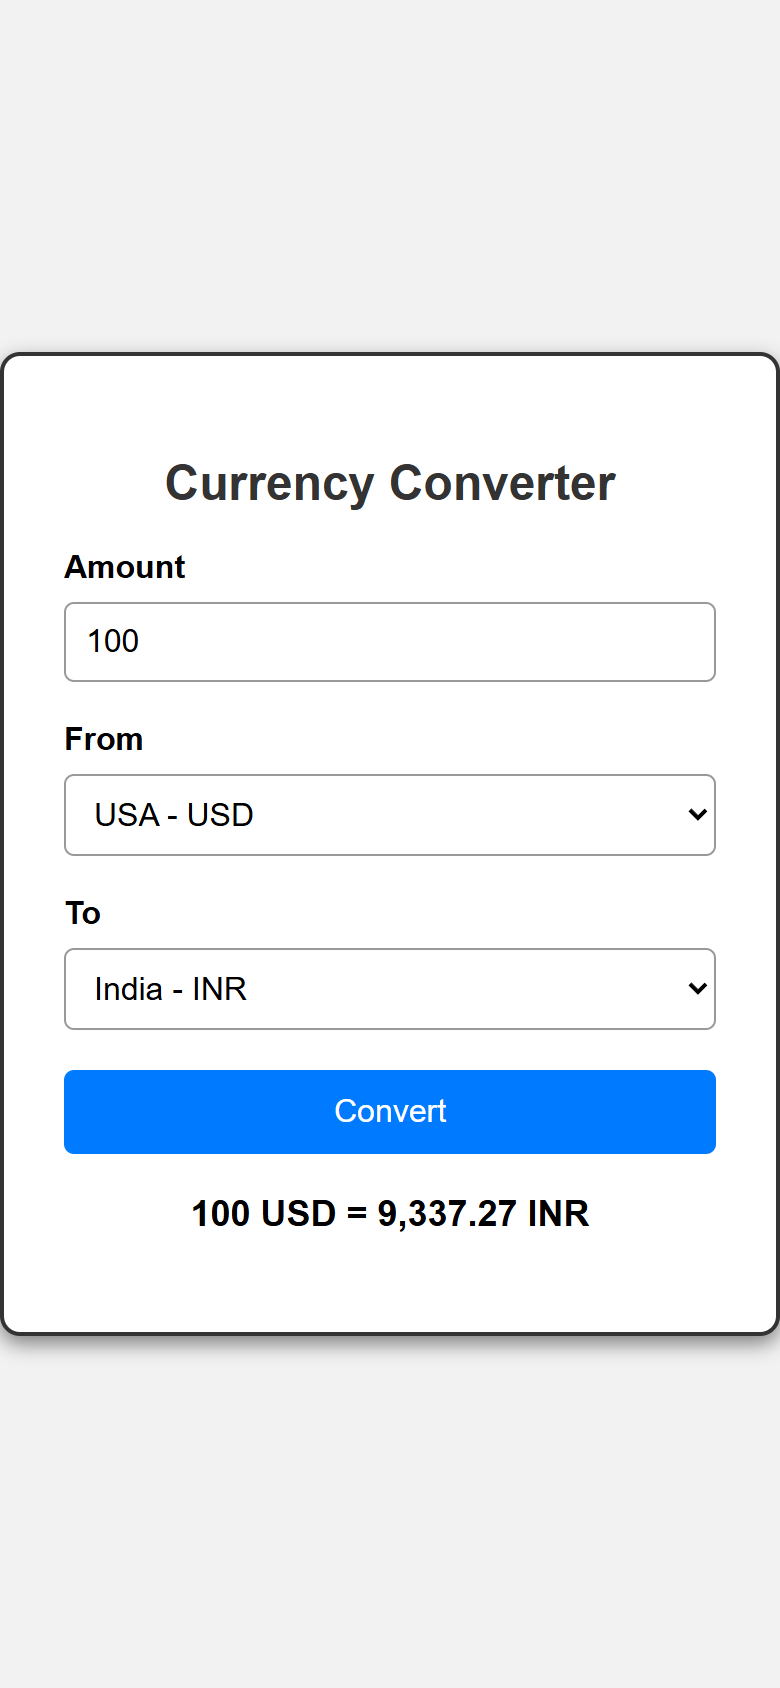 Currency Converter
Amount
100
From
USA - USD
To
India - INR
Convert
100 USD = 9,337.27 INR